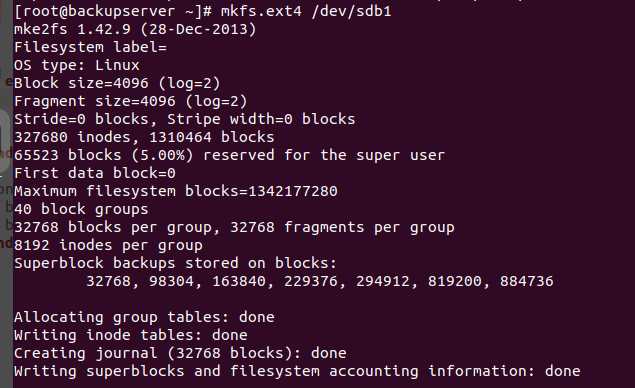 [root@backupserver ~]# mkfs.ext4 /dev/sdb1
mke2fs 1.42.9 (28-Dec-2013)
Filesystem label=
OS type: Linux
Block size=4096 (log=2)
Fragment size=4096 (log=2)
Stride=0 blocks, Stripe width=0 blocks
327680 inodes, 1310464 blocks
65523 blocks (5.00%) reserved for the super user
First data block=0
Maximum filesystem blocks=1342177280
40 block groups
32768 blocks per group, 32768 fragments per group
8192 inodes per group
Superblock backups stored on blocks:
32768, 98304, 163840, 229376, 294912, 819200, 884736
Allocating group tables: done
Writing inode tables: done
Creating journal (32768 blocks): done
Writing superblocks and filesystem accounting information: done